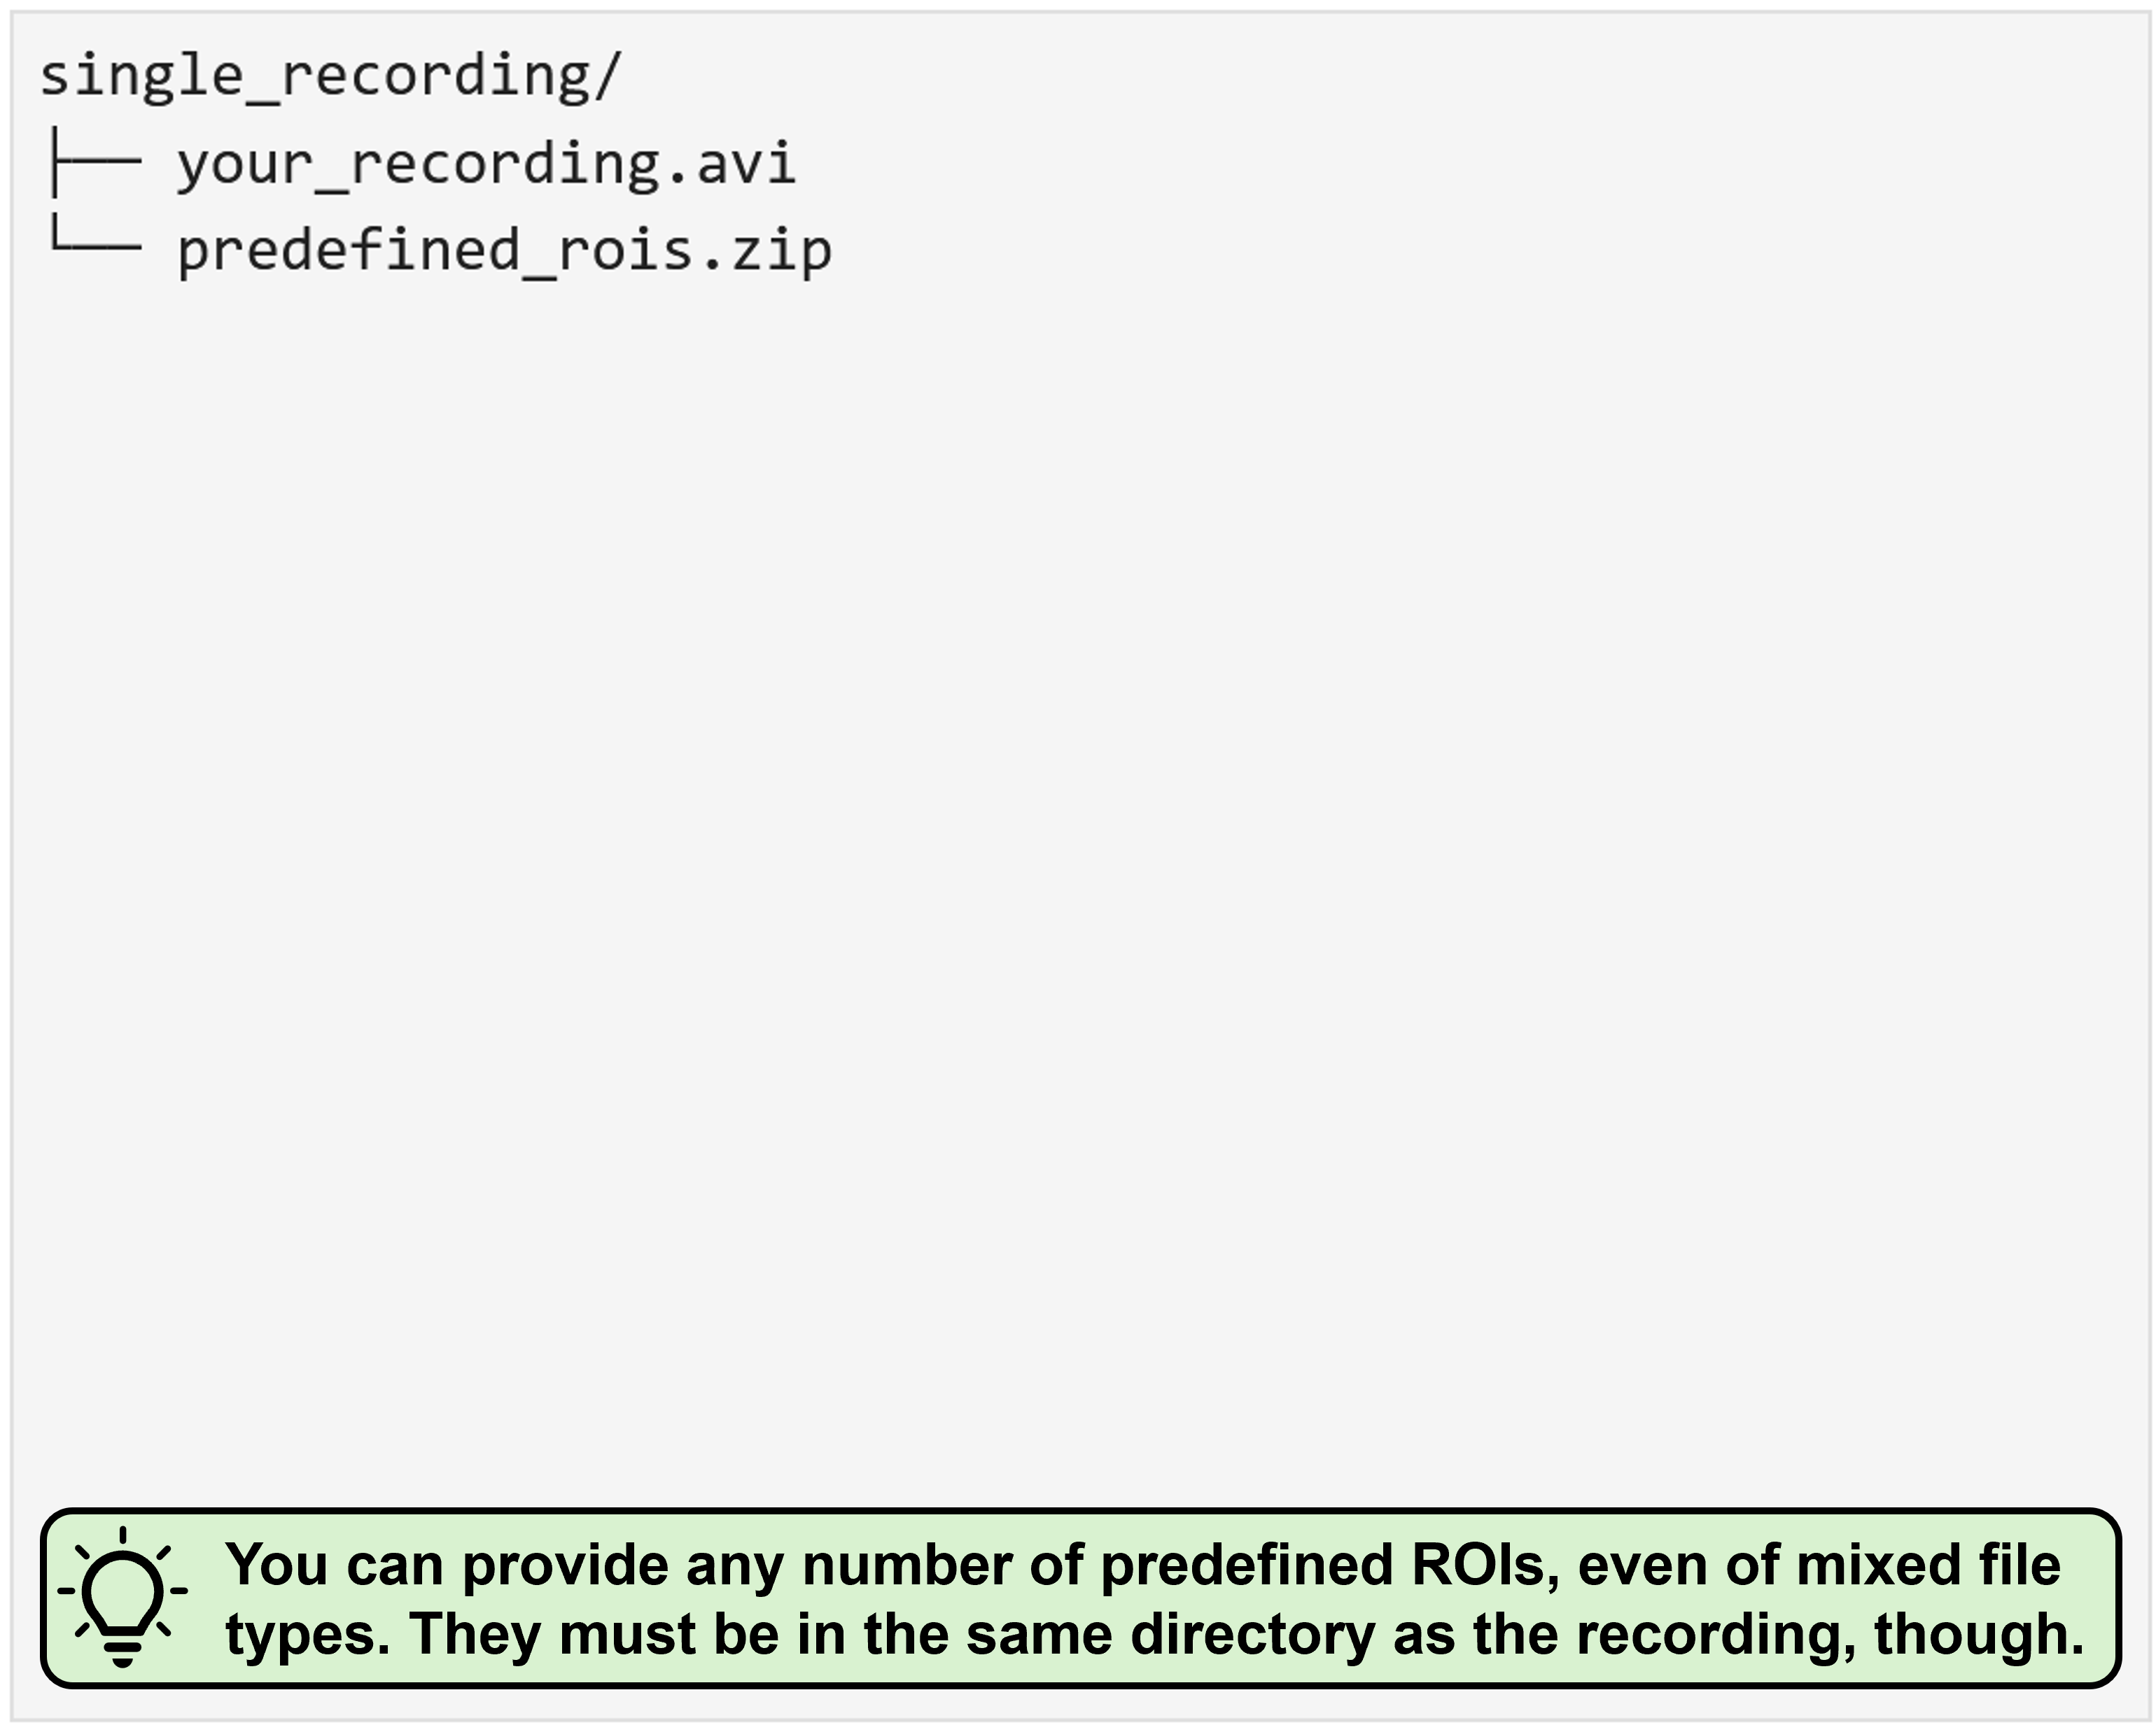 single_recording/
├── your_recording.avi
└── predefined_rois.zip
You can provide any number of predefined ROIs, even of mixed file
types. They must be in the same directory as the recording, though.